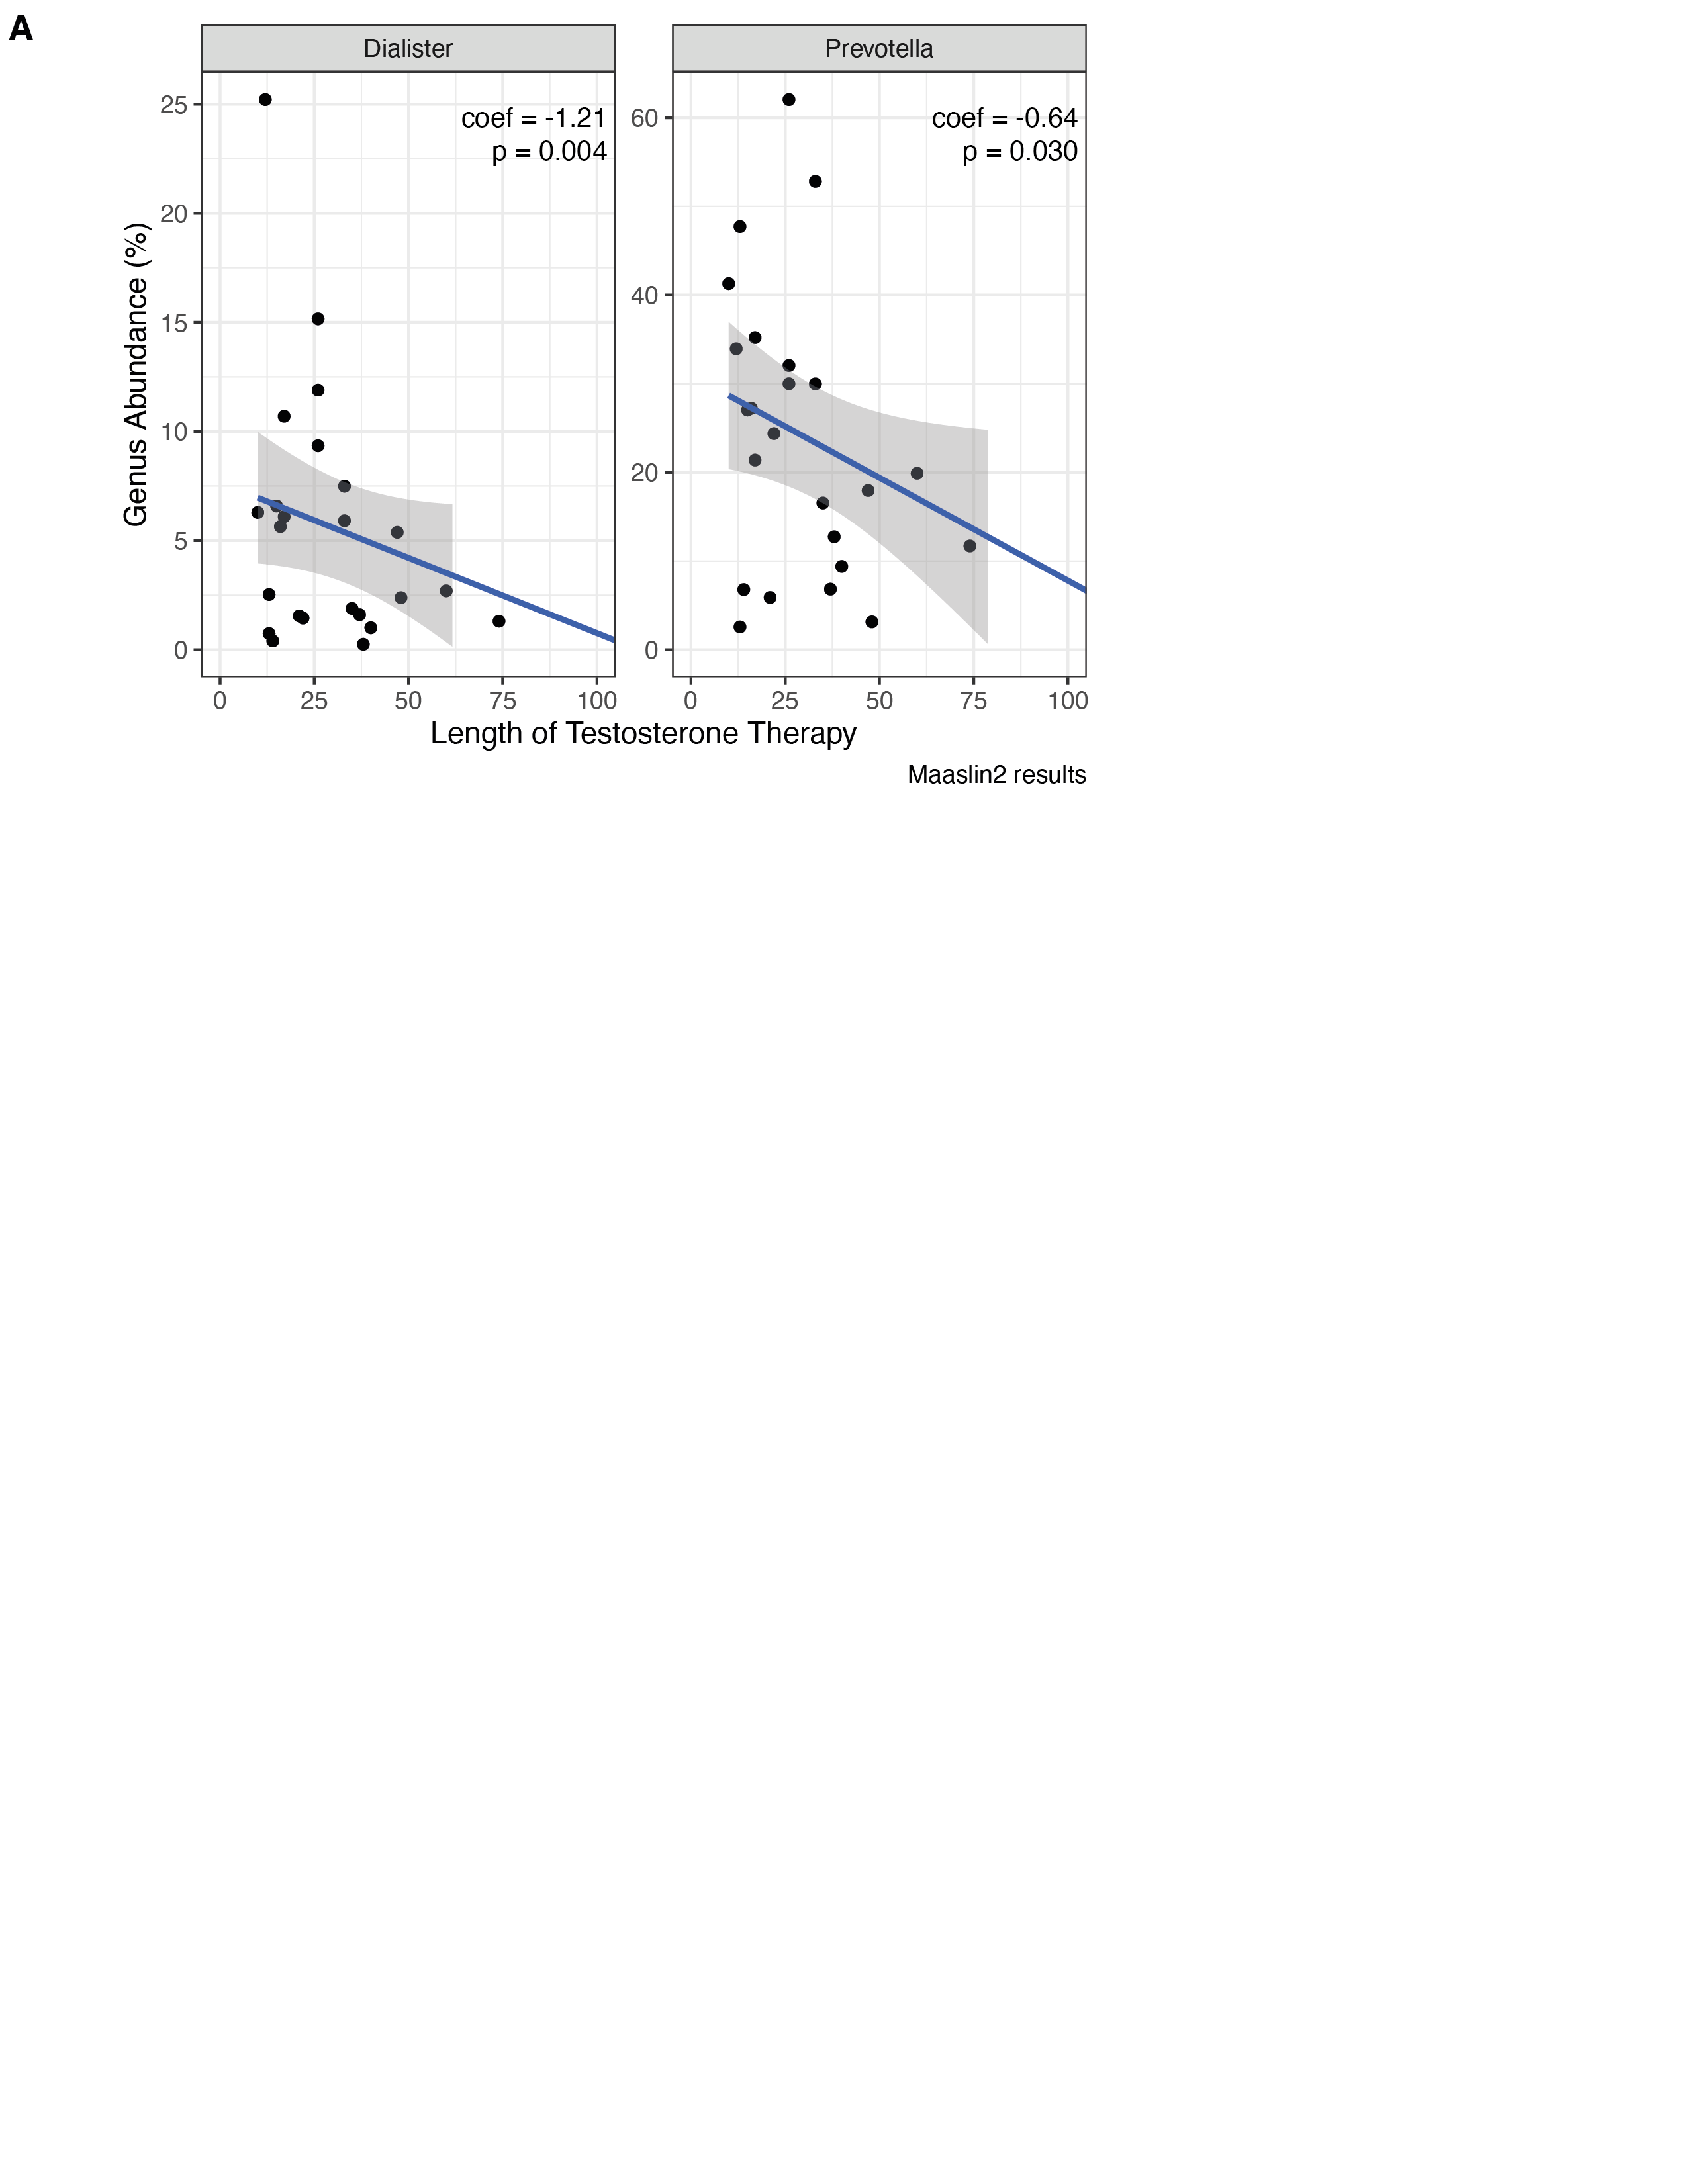 A
Dialister
Prevotella
coef = -1.21
p = 0.004
coef = -0.64
p = 0.030
Genus Abundance (%)
25
20
15
10
5
0
60
40
20
0
0 25 50 75 100
0 25 50 75 100
Length of Testosterone Therapy
Maaslin2 results